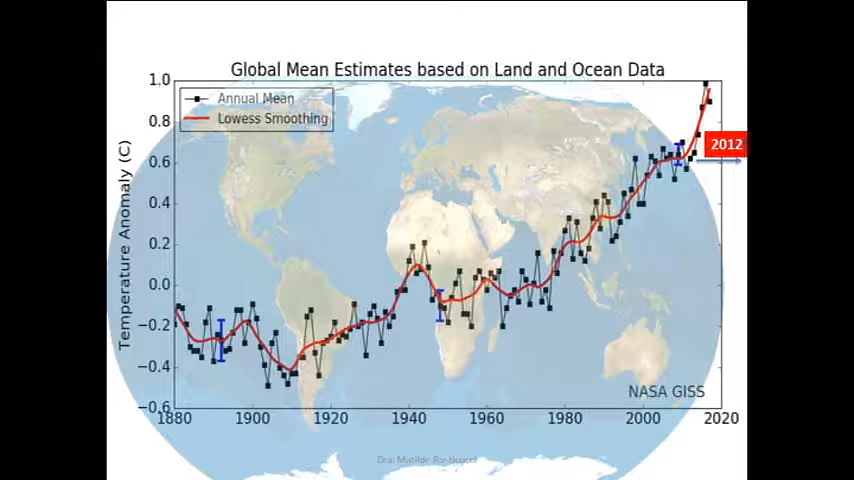 Global Mean Estimates based on Land and Ocean Data
Annual Mean
Lowess Smoothing
Temperature Anomaly (C)
1.0
0.8
0.6
0.4
0.2
0.0
−0.2
−0.4
−0.6
2012
NASA GISS
1880 1900 1920 1940 1960 1980 2000 2020
Dra. Matilde